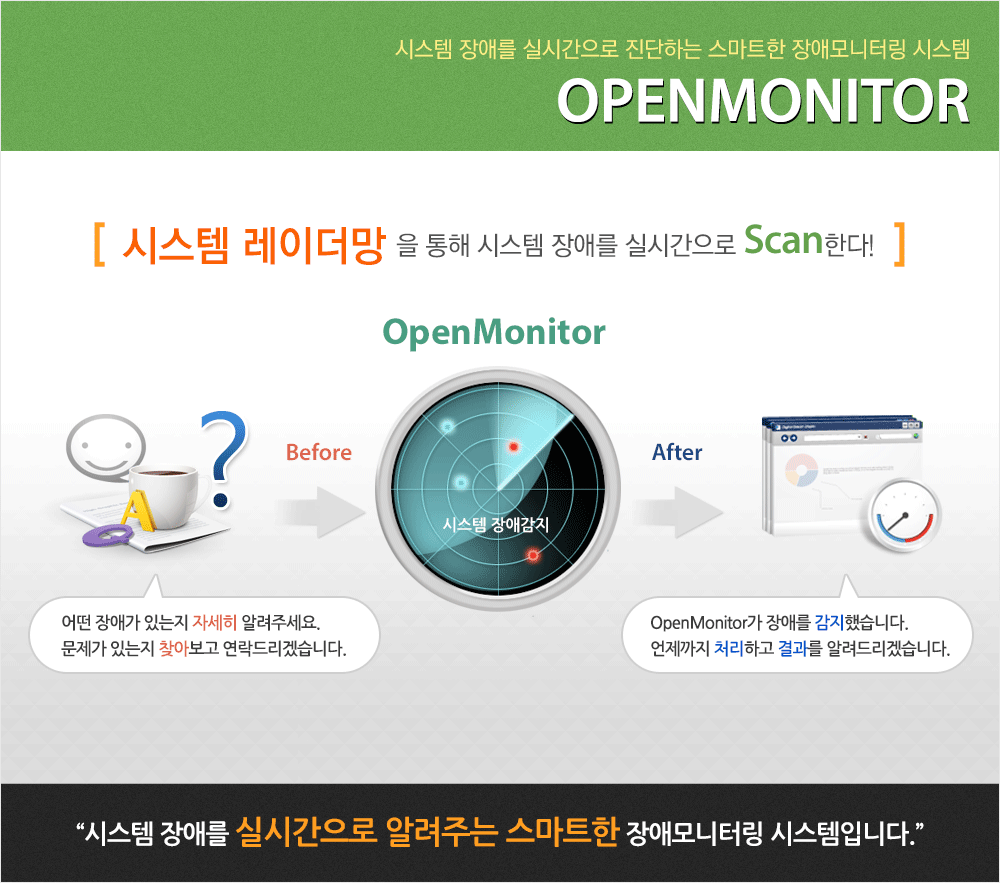 시스템 장애를 실시간으로 진단하는 스마트한 장애모니터링 시스템
OPENMONITOR
[ 시스템 레이더망 을 통해 시스템 장애를 실시간으로 Scan한다! ]
OpenMonitor
?
Before
After
A
Q
시스템 장애감지
어떤 장애가 있는지 자세히 알려주세요.
문제가 있는지 찾아보고 연락드리겠습니다.
OpenMonitor가 장애를 감지했습니다.
언제까지 처리하고 결과를 알려드리겠습니다.
“시스템 장애를 실시간으로 알려주는 스마트한 장애모니터링 시스템입니다.”